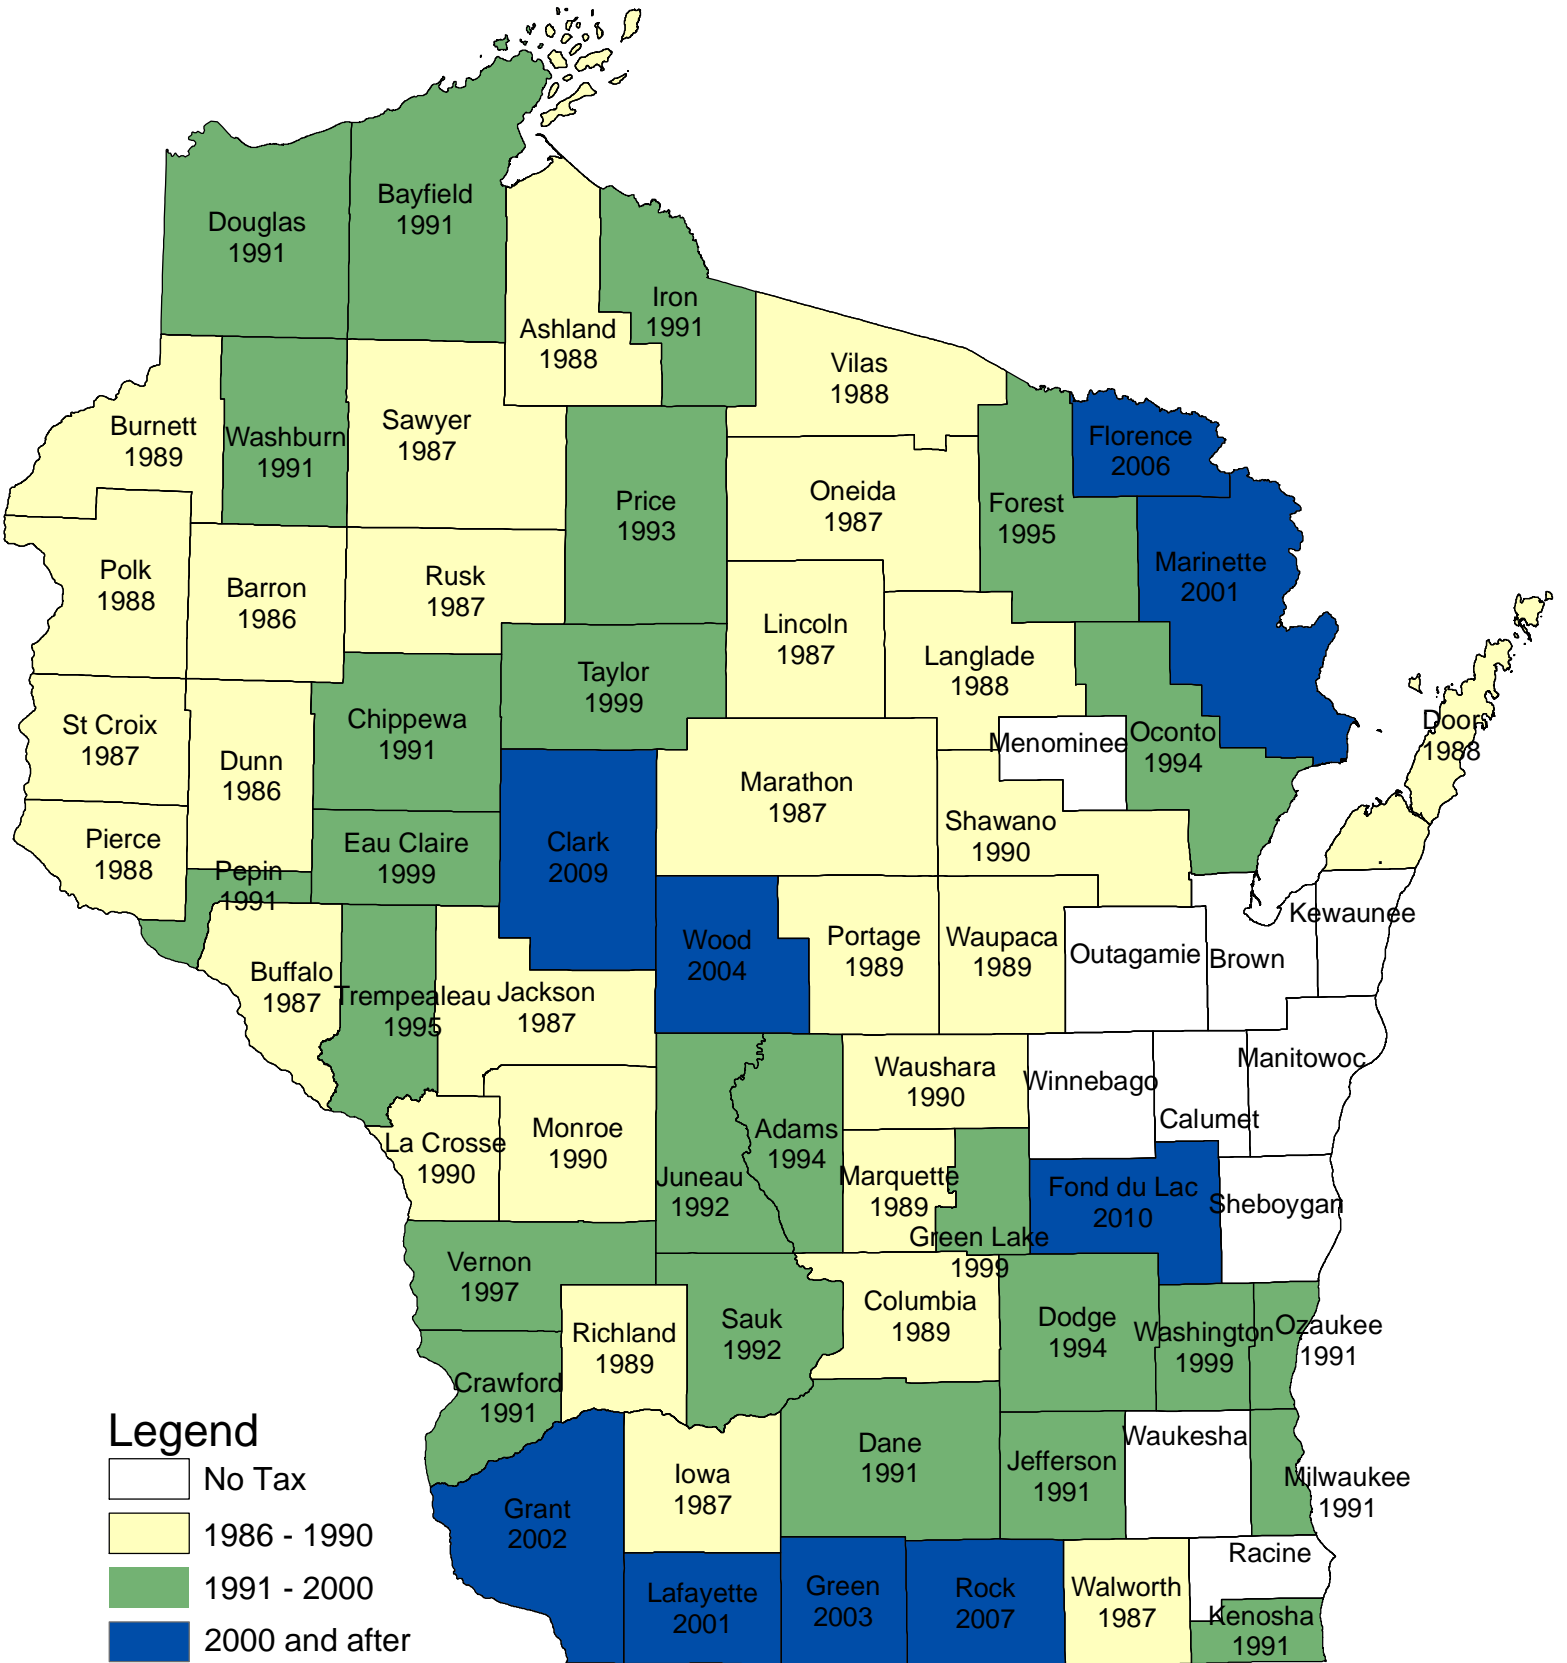 Bayfield
1991
Douglas
1991
Iron
1991
Ashland
1988
Vilas
1988
Burnett
1989
Washburn
1991
Sawyer
1987
Florence
2006
Price
1993
Oneida
1987
Forest
1995
Marinette
2001
Polk
1988
Barron
1986
Rusk
1987
Lincoln
1987
Langlade
1988
Taylor
1999
St Croix
1987
Chippewa
1991
Dunn
1986
Menominee
Oconto
1994
Door
1988
Marathon
1987
Pierce
1988
Eau Claire
1999
Clark
2009
Shawano
1990
Pepin
1991
Kewaunee
Wood
2004
Portage
1989
Waupaca
1989
Outagamie
Brown
Buffalo
1987
Trempealeau
1995
Jackson
1987
Waushara
1990
Winnebago
Calumet
Manitowoc
La Crosse
1990
Monroe
1990
Juneau
1992
Adams
1994
Marquette
1989
Green Lake
1999
Fond du Lac
2010
Sheboygan
Vernon
1997
Richland
1989
Sauk
1992
Columbia
1989
Dodge
1994
Washington
1999
Ozaukee
1991
Crawford
1991
Grant
2002
Iowa
1987
Dane
1991
Jefferson
1991
Waukesha
Milwaukee
1991
Lafayette
2001
Green
2003
Rock
2007
Walworth
1987
Racine
Kenosha
1991
Legend
No Tax
1986 - 1990
1991 - 2000
2000 and after